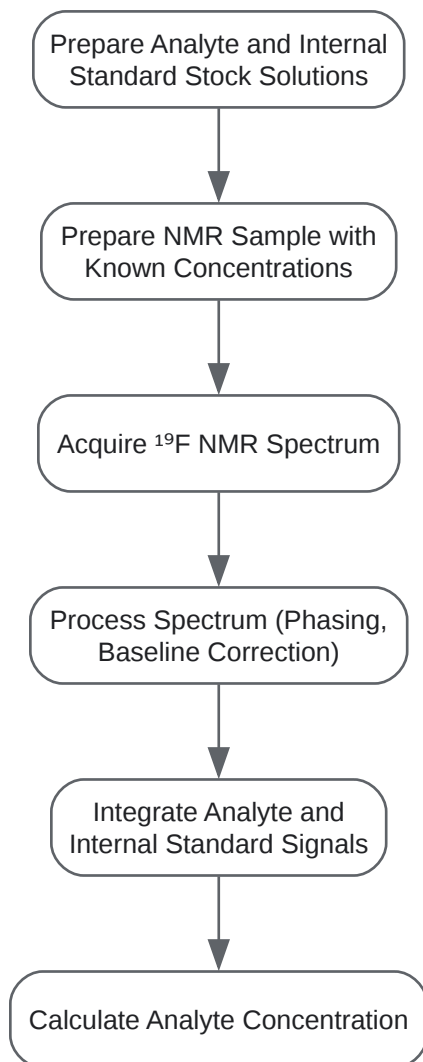 Prepare Analyte and Internal
Standard Stock Solutions
Prepare NMR Sample with
Known Concentrations
Acquire ¹⁹F NMR Spectrum
Process Spectrum (Phasing,
Baseline Correction)
Integrate Analyte and
Internal Standard Signals
Calculate Analyte Concentration